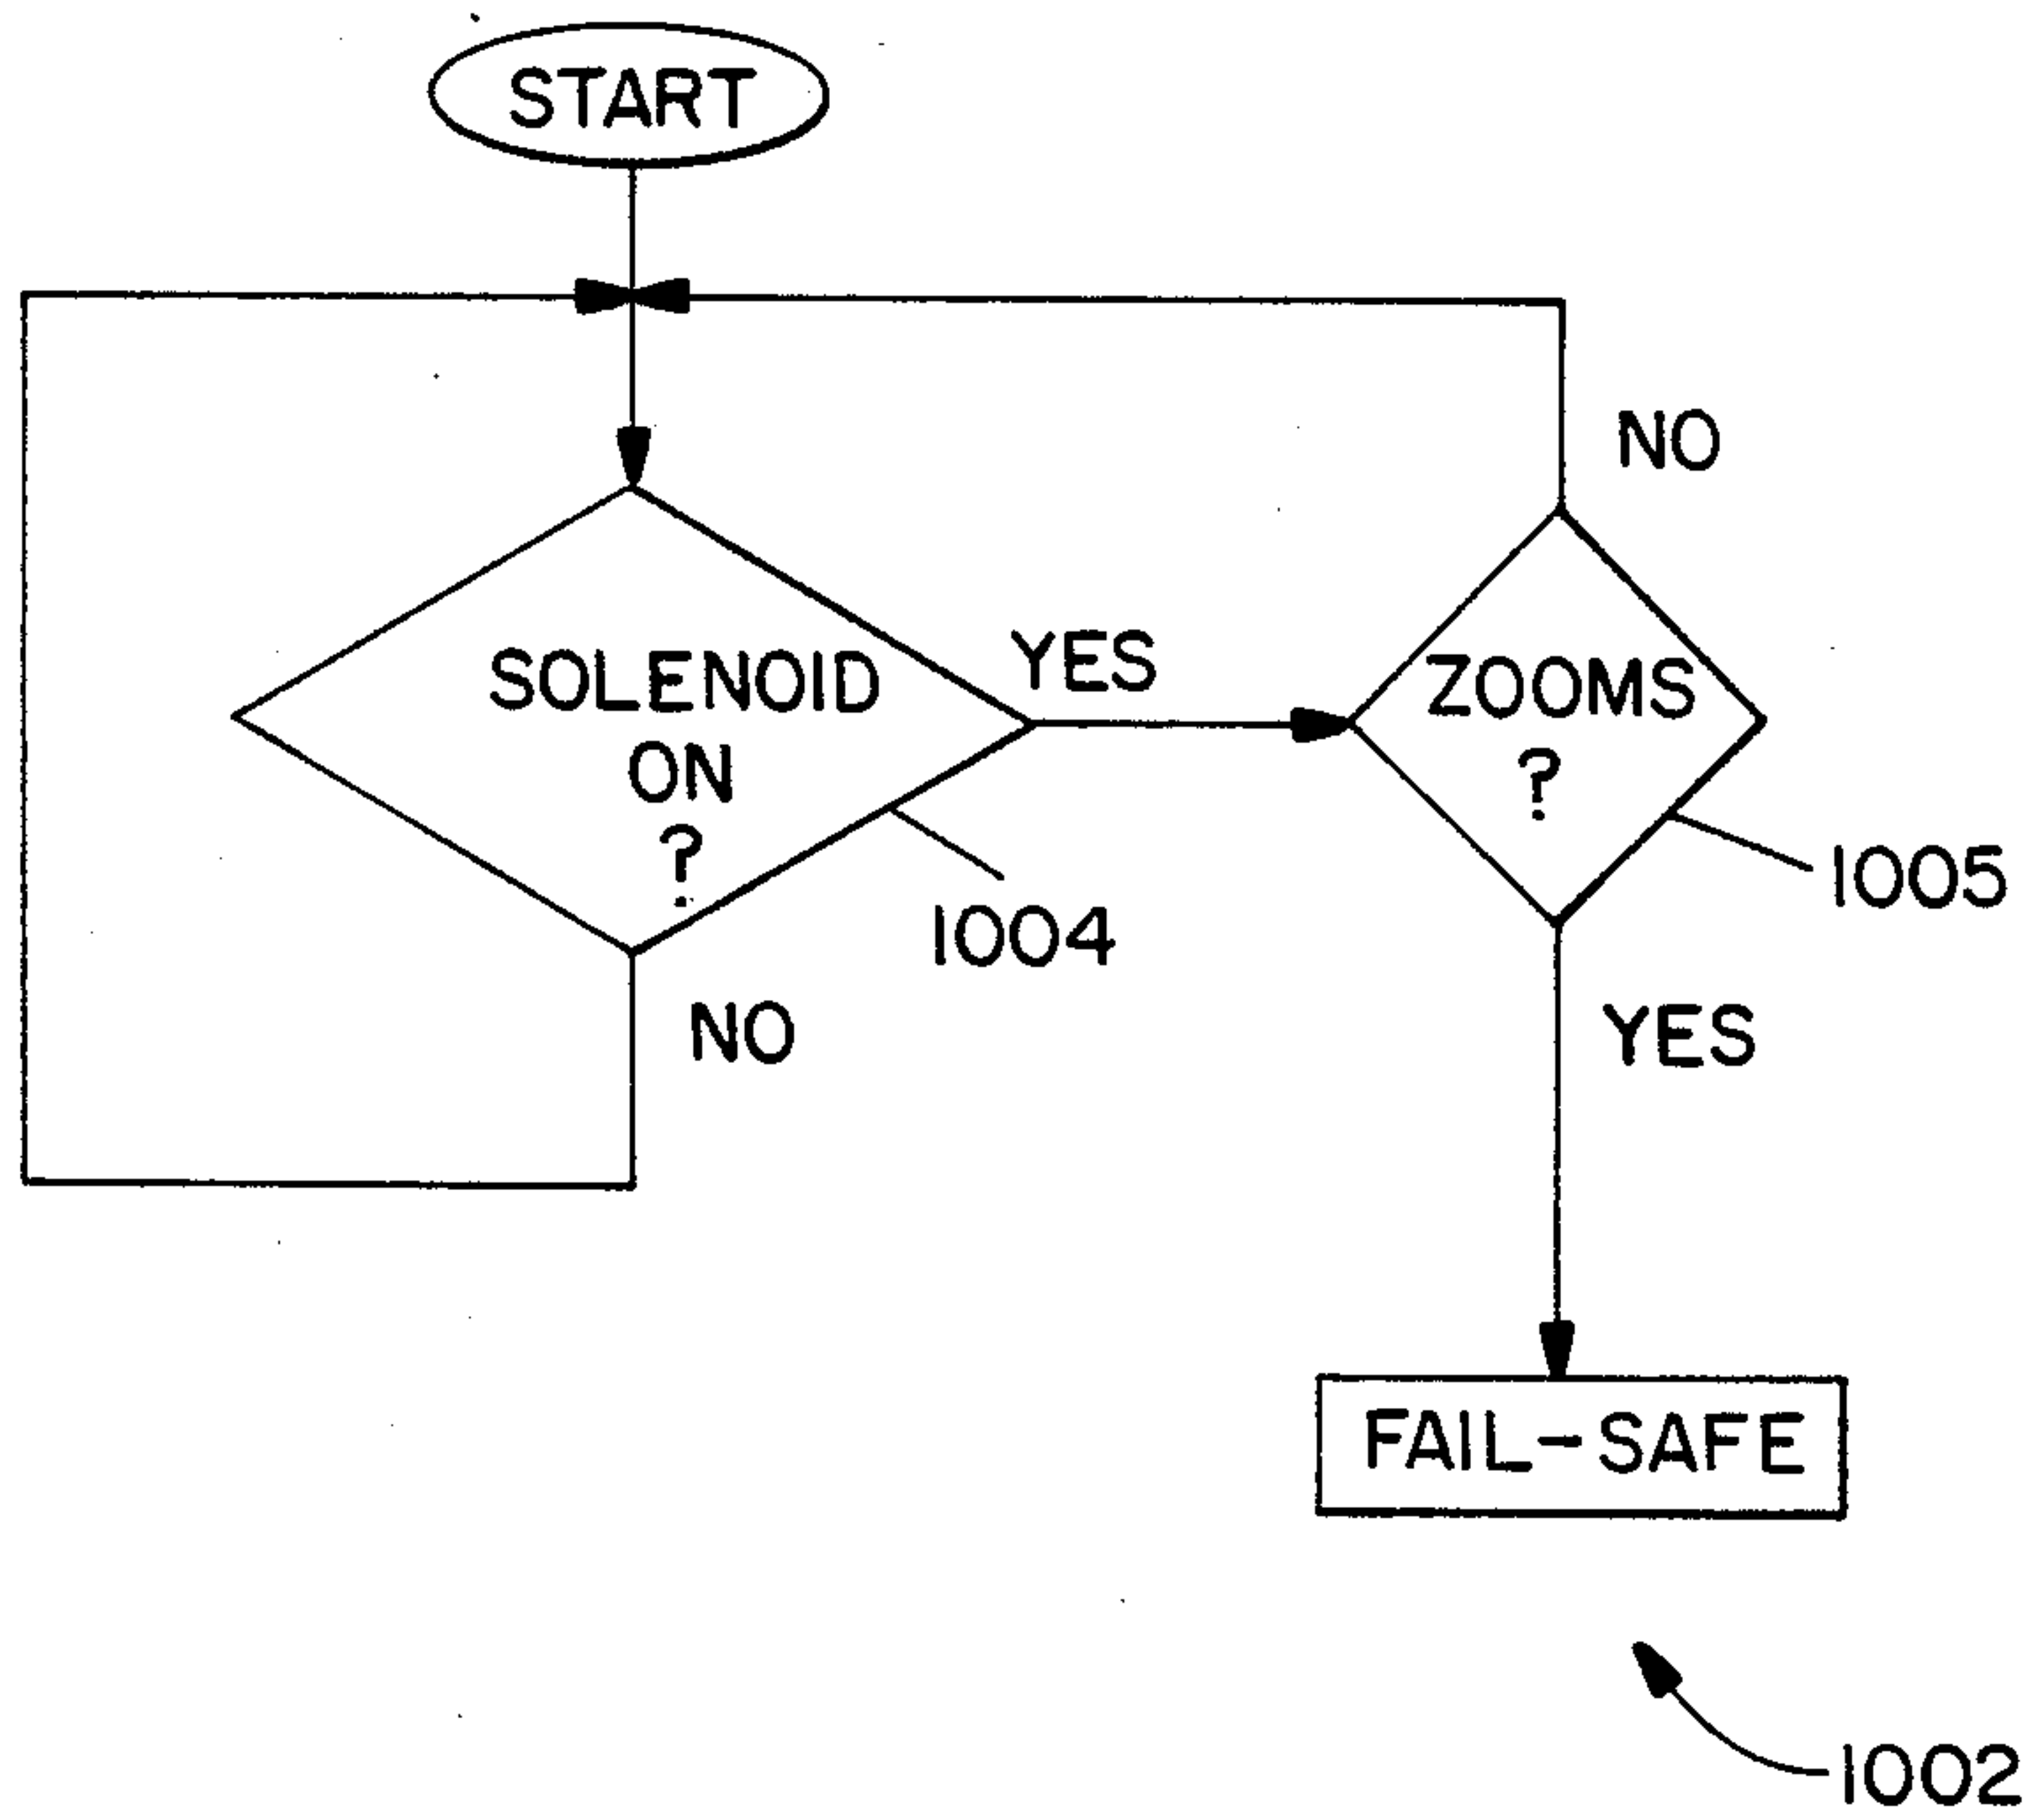 START
NO
SOLENOID
ON
?
YES
ZOOMS
?
1005
1004
NO
YES
FAIL-SAFE
1002